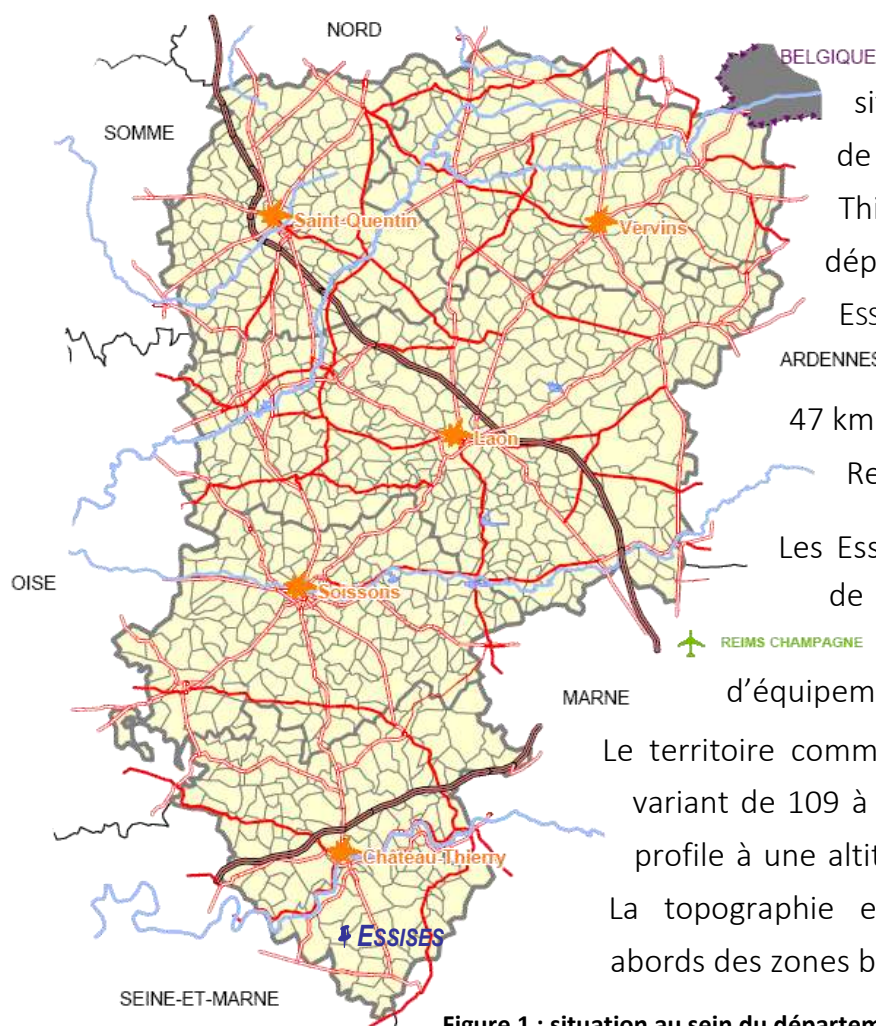 NORD
BELGIQUE
SOMME
Saint-Quentin
Vervins
ARDENNES
Laon
OISE
Soissons
REIMS CHAMPAGNE
MARNE
Château-Thierry
ESSISES
SEINE-ET-MARNE
si
de
Thi
dép
Ess
47 km
Re
Les Ess
de
d’équipem
Le territoire comm
variant de 109 à
profile à une altit
La topographie e
abords des zones b
Figure 1 : situation au sein du départem